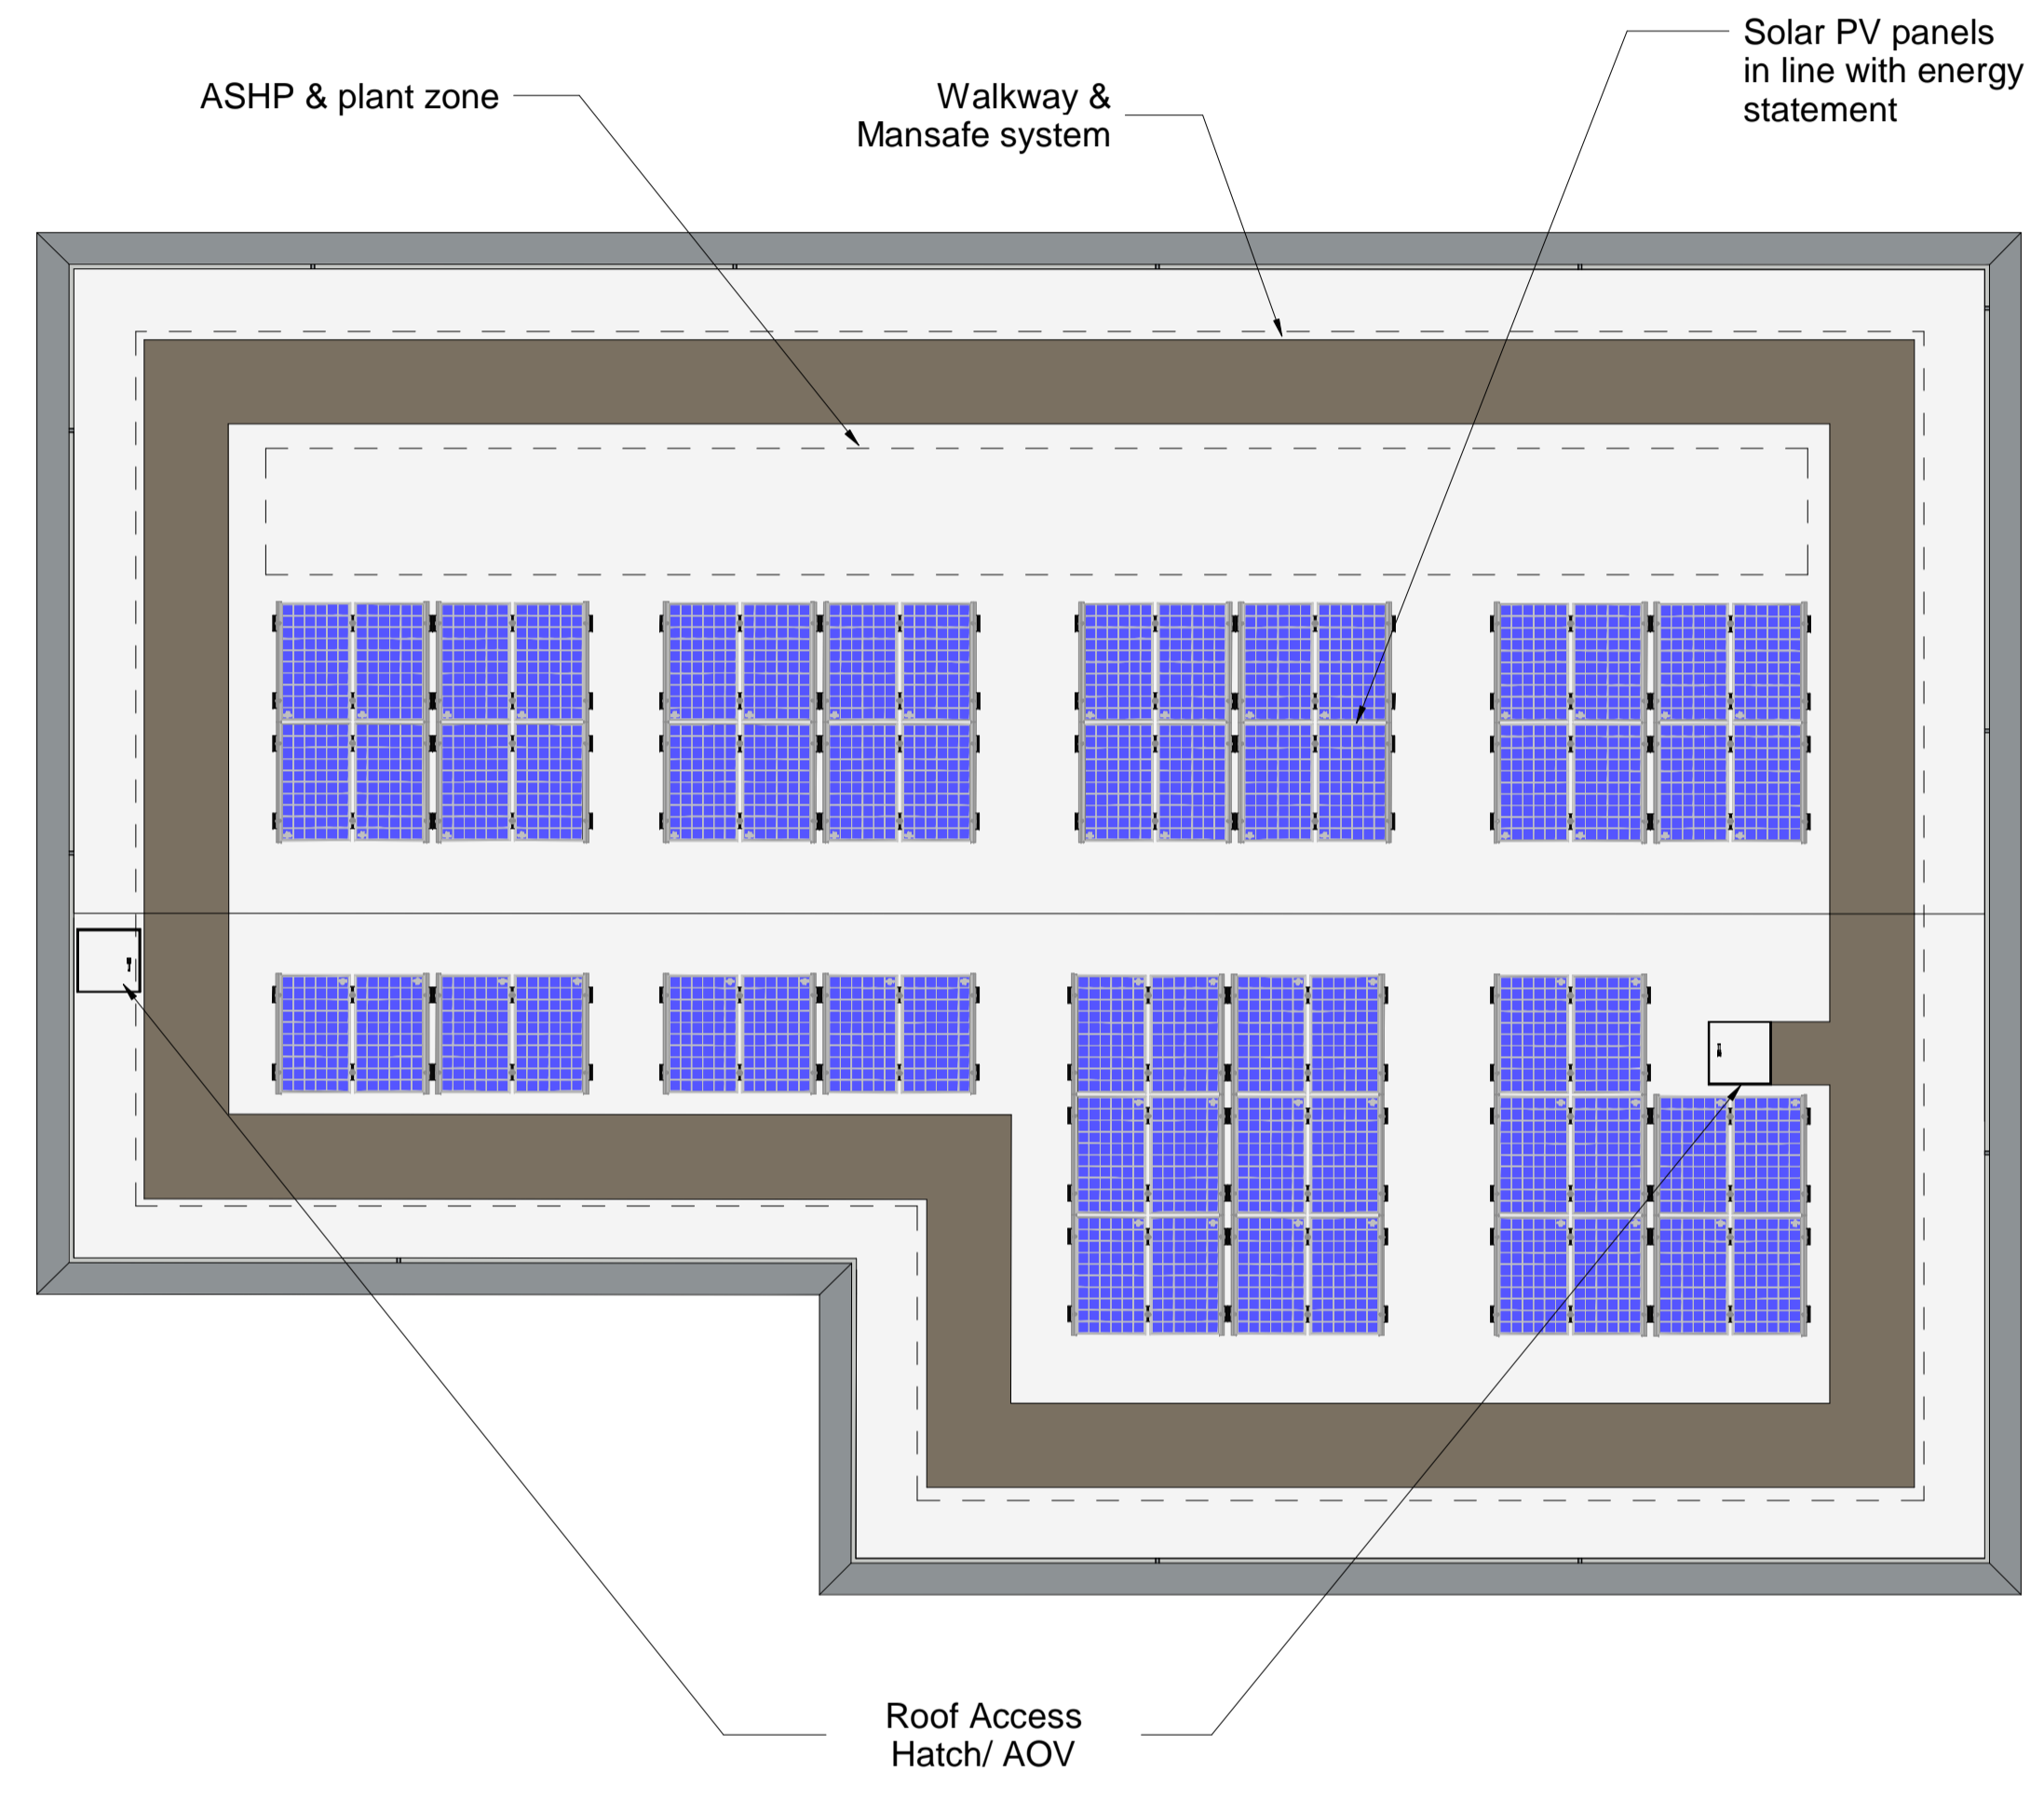 Solar PV panels
in line with energy
statement
ASHP & plant zone
Walkway &
Mansafe system
Roof Access
Hatch/ AOV